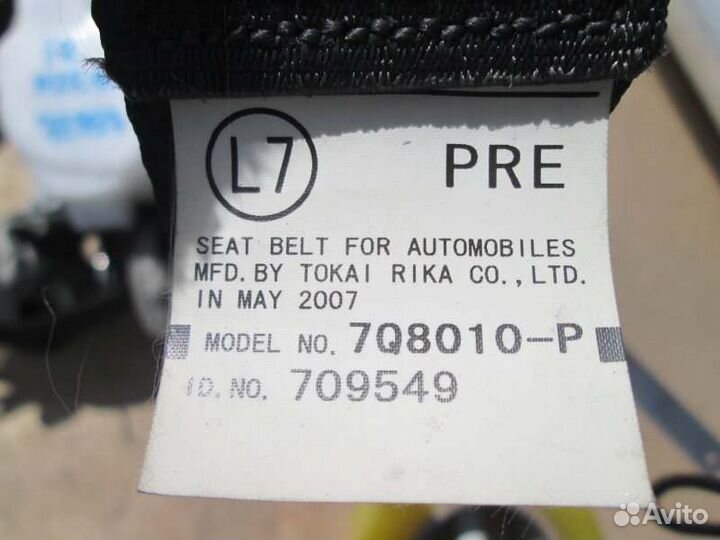 L7 PRE
SEAT BELT FOR AUTOMOBILES
MFD. BY TOKAI RIKA CO., LTD.
IN MAY 2007
MODEL NO. 7Q8010-P
ID. NO. 709549
Avito